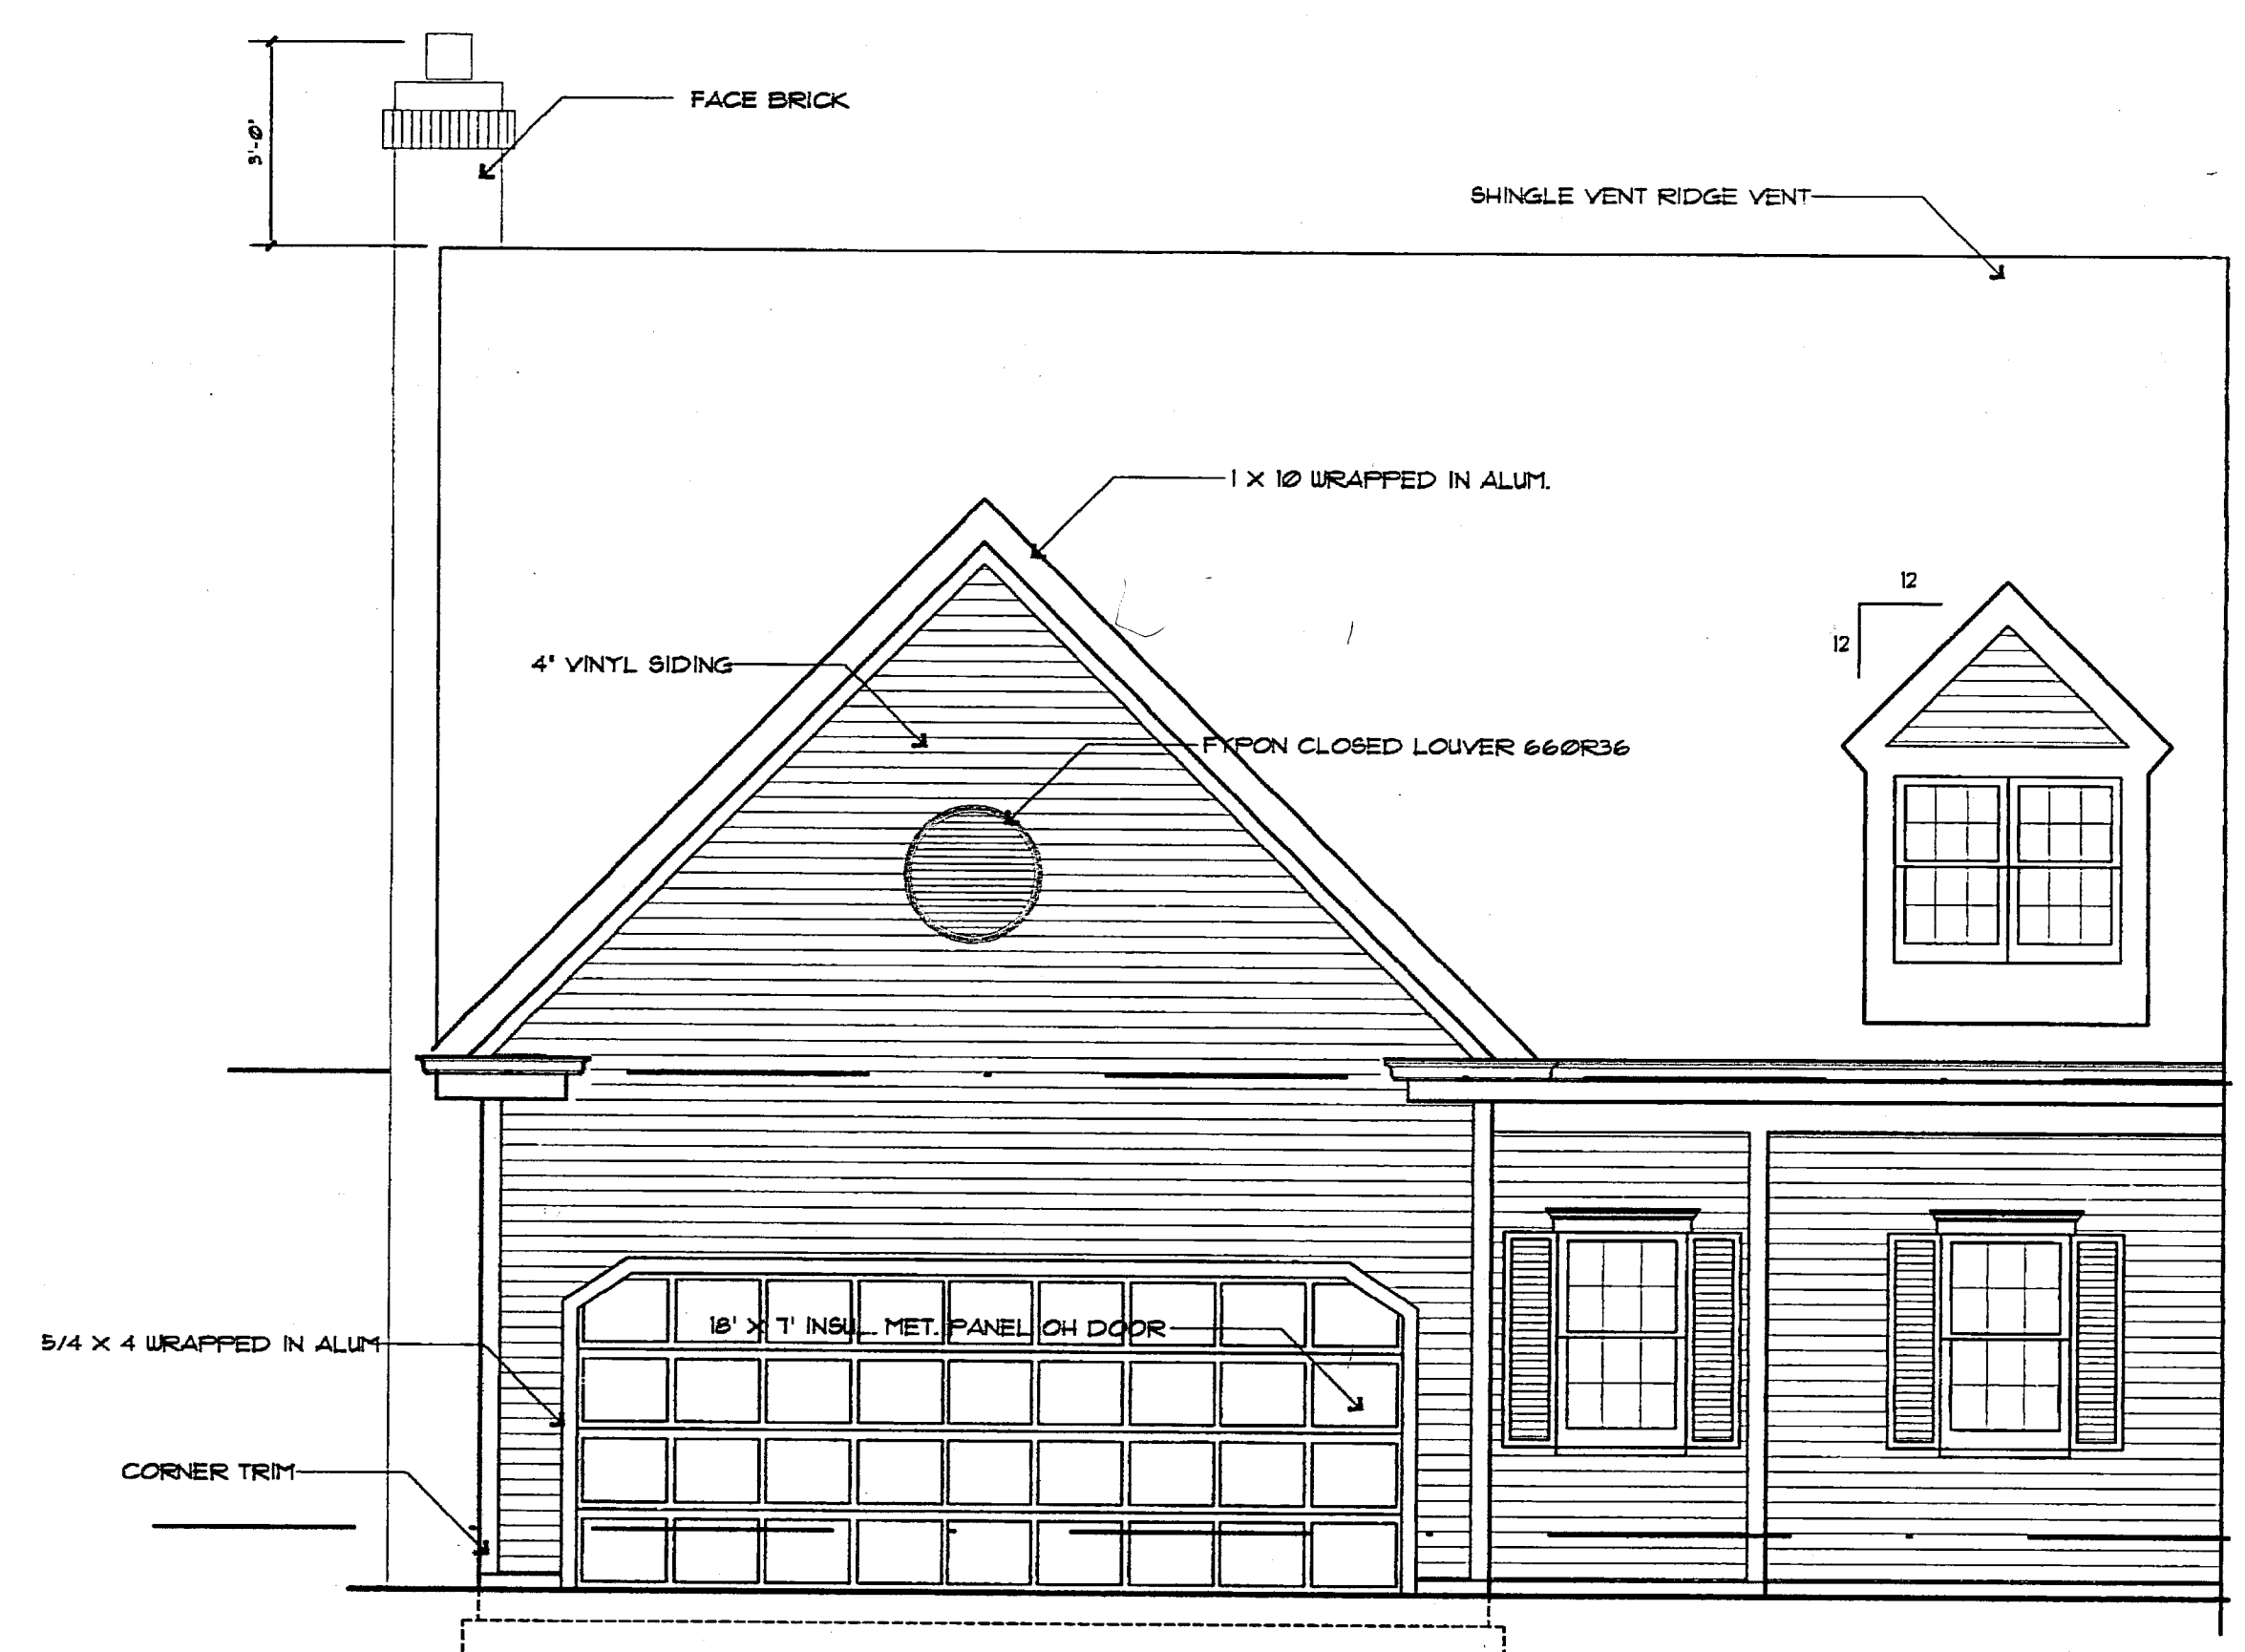 FACE BRICK
3'-0"
SHINGLE VENT RIDGE VENT
1 X 10 WRAPPED IN ALUM.
12
12
4" VINYL SIDING
FYPON CLOSED LOUVER 660R36
18' X 7' INSUL. MET. PANEL OH DOOR
5/4 X 4 WRAPPED IN ALUM
CORNER TRIM